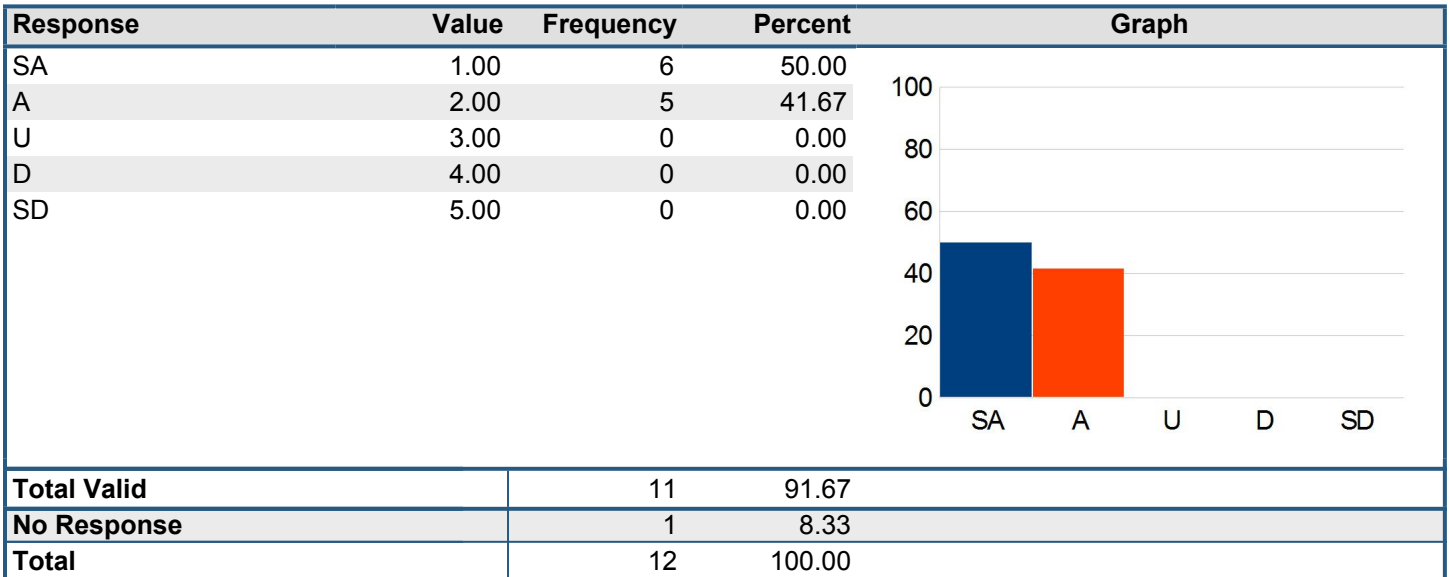 Response Value Frequency Percent Graph
SA 1.00 6 50.00
A 2.00 5 41.67
U 3.00 0 0.00
D 4.00 0 0.00
SD 5.00 0 0.00
100
80
60
40
20
0
SA A U D SD
Total Valid 11 91.67
No Response 1 8.33
Total 12 100.00